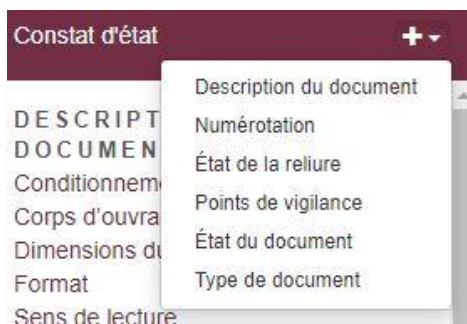 Constat d'état
Description du document
Numérotation
État de la reliure
Points de vigilance
État du document
Type de document
DESCRIPT
DOCUMEN
Conditionnem
Corps d'ouvra
Dimensions du
Format
Sens de lecture